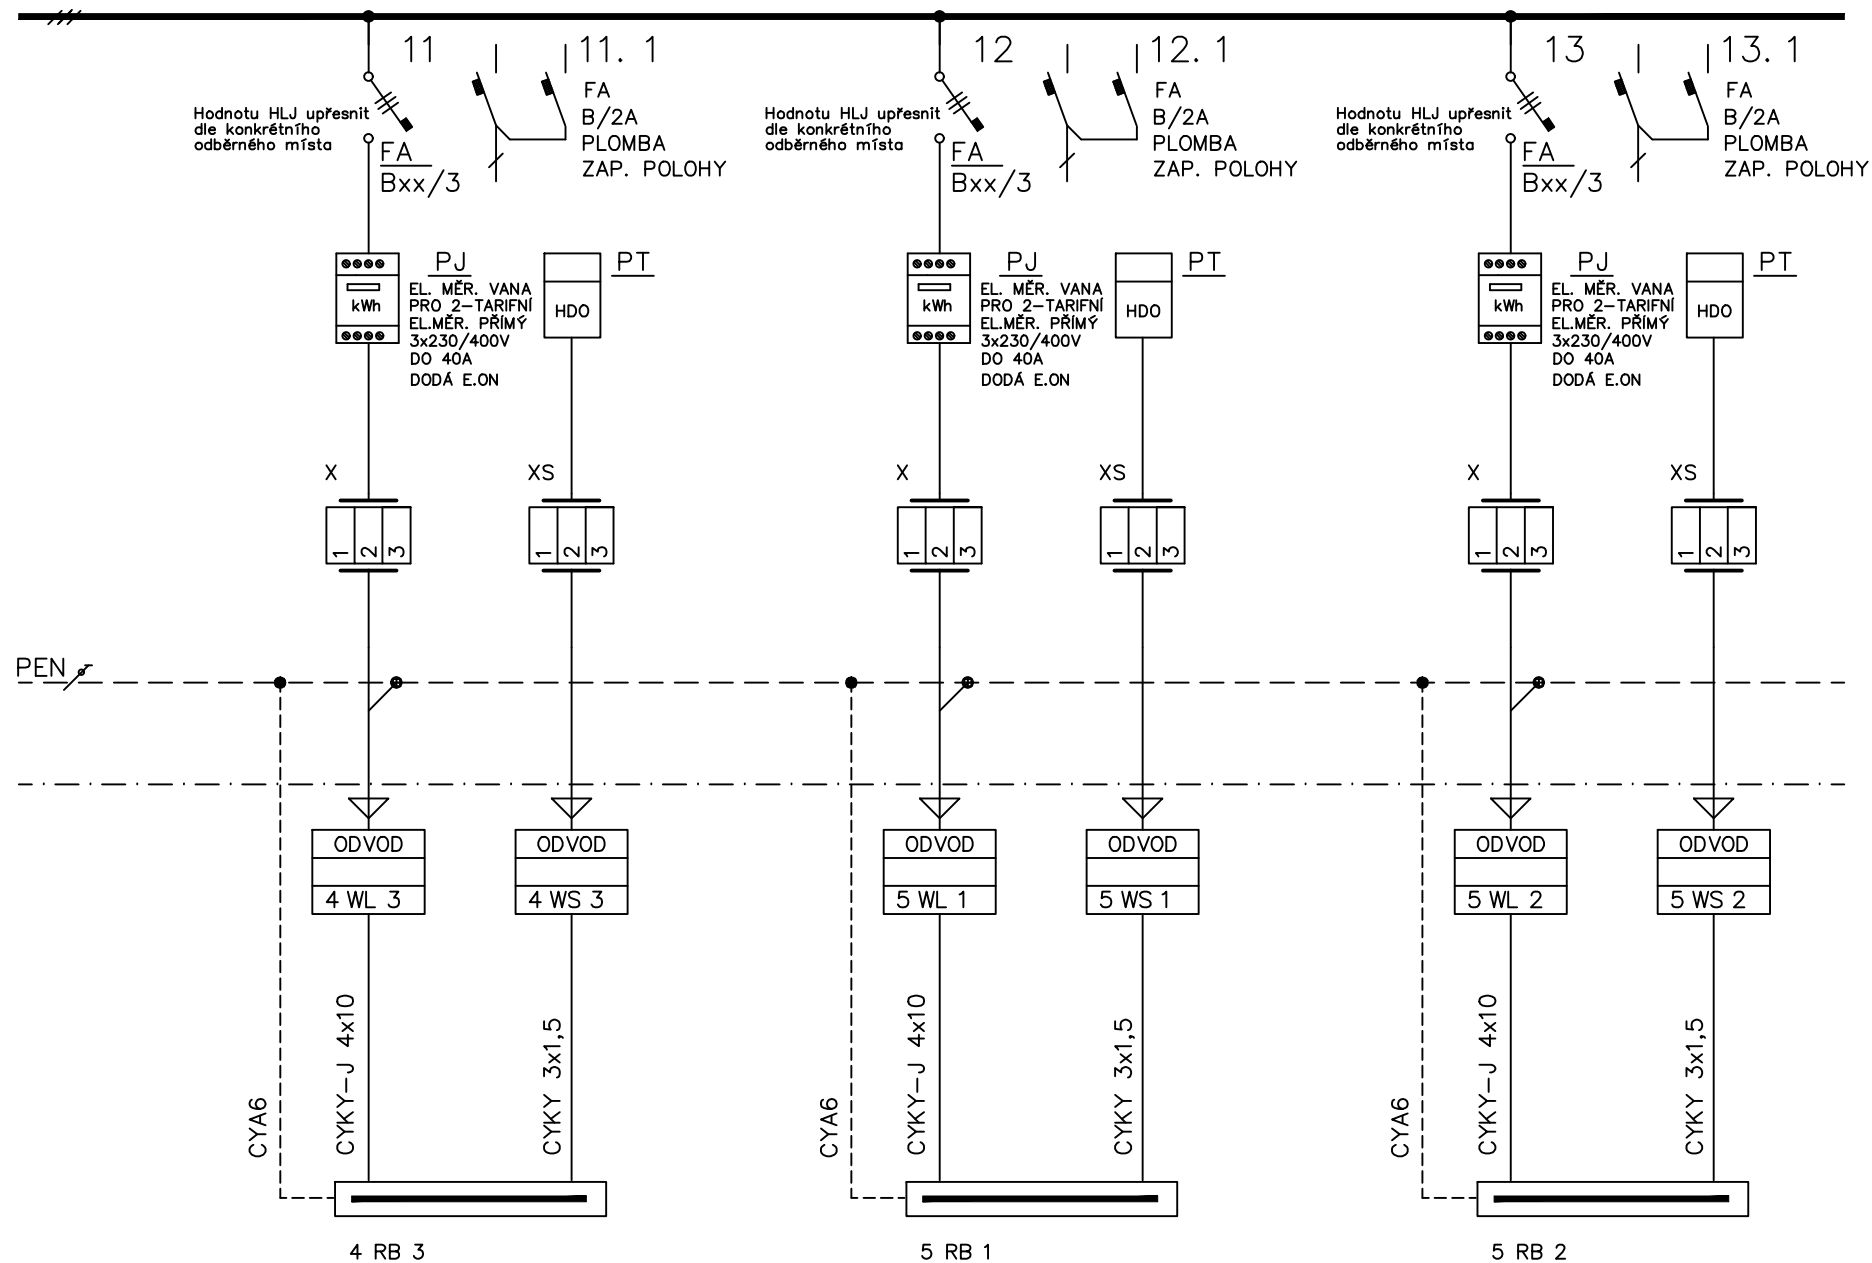 11
11. 1
FA
B/2A
PLOMBA
ZAP. POLOHY
Hodnotu HLJ upřesnit
dle konkrétního
odběrného místa
FA
Bxx/3
kWh
PJ
EL. MĚR. VANA
PRO 2-TARIFNÍ
EL.MĚR. PŘÍMÝ
3x230/400V
DO 40A
DODÁ E.ON
PT
HDO
X
1 2 3
XS
1 2 3
12
12. 1
FA
B/2A
PLOMBA
ZAP. POLOHY
Hodnotu HLJ upřesnit
dle konkrétního
odběrného místa
FA
Bxx/3
kWh
PJ
EL. MĚR. VANA
PRO 2-TARIFNÍ
EL.MĚR. PŘÍMÝ
3x230/400V
DO 40A
DODÁ E.ON
PT
HDO
X
1 2 3
XS
1 2 3
13
13. 1
FA
B/2A
PLOMBA
ZAP. POLOHY
Hodnotu HLJ upřesnit
dle konkrétního
odběrného místa
FA
Bxx/3
kWh
PJ
EL. MĚR. VANA
PRO 2-TARIFNÍ
EL.MĚR. PŘÍMÝ
3x230/400V
DO 40A
DODÁ E.ON
PT
HDO
X
1 2 3
XS
1 2 3
PEN
ODVOD
4 WL 3
ODVOD
4 WS 3
CYA6
CYKY-J 4x10
CYKY 3x1,5
4 RB 3
ODVOD
5 WL 1
ODVOD
5 WS 1
CYA6
CYKY-J 4x10
CYKY 3x1,5
5 RB 1
ODVOD
5 WL 2
ODVOD
5 WS 2
CYA6
CYKY-J 4x10
CYKY 3x1,5
5 RB 2